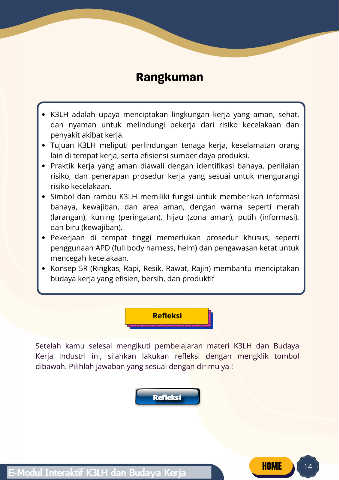 Rangkuman
• K3LH adalah upaya menciptakan lingkungan kerja yang aman, sehat,
dan nyaman untuk melindungi pekerja dari risiko kecelakaan dan
penyakit akibat kerja.
• Tujuan K3LH meliputi perlindungan tenaga kerja, keselamatan orang
lain di tempat kerja, serta efisiensi sumber daya produksi.
• Praktik kerja yang aman diawali dengan identifikasi bahaya, penilaian
risiko, dan penerapan prosedur kerja yang sesuai untuk mengurangi
risiko kecelakaan.
• Simbol dan rambu K3LH memiliki fungsi untuk memberikan informasi
bahaya, kewajiban, dan area aman, dengan warna seperti merah
(larangan), kuning (peringatan), hijau (zona aman), putih (informasi),
dan biru (kewajiban).
• Pekerjaan di tempat tinggi memerlukan prosedur khusus, seperti
penggunaan APD (full body harness, helm) dan pengawasan ketat untuk
mencegah kecelakaan.
• Konsep 5R (Ringkas, Rapi, Resik, Rawat, Rajin) membantu menciptakan
budaya kerja yang efisien, bersih, dan produktif
Refleksi
Setelah kamu selesai mengikuti pembelajaran materi K3LH dan Budaya
Kerja Industri ini, silahkan lakukan refleksi dengan mengklik tombol
dibawah. Pilihlah jawaban yang sesuai dengan dirimu ya!
Refleksi
HOME
14
E-Modul Interaktif K3LH dan Budaya Kerja